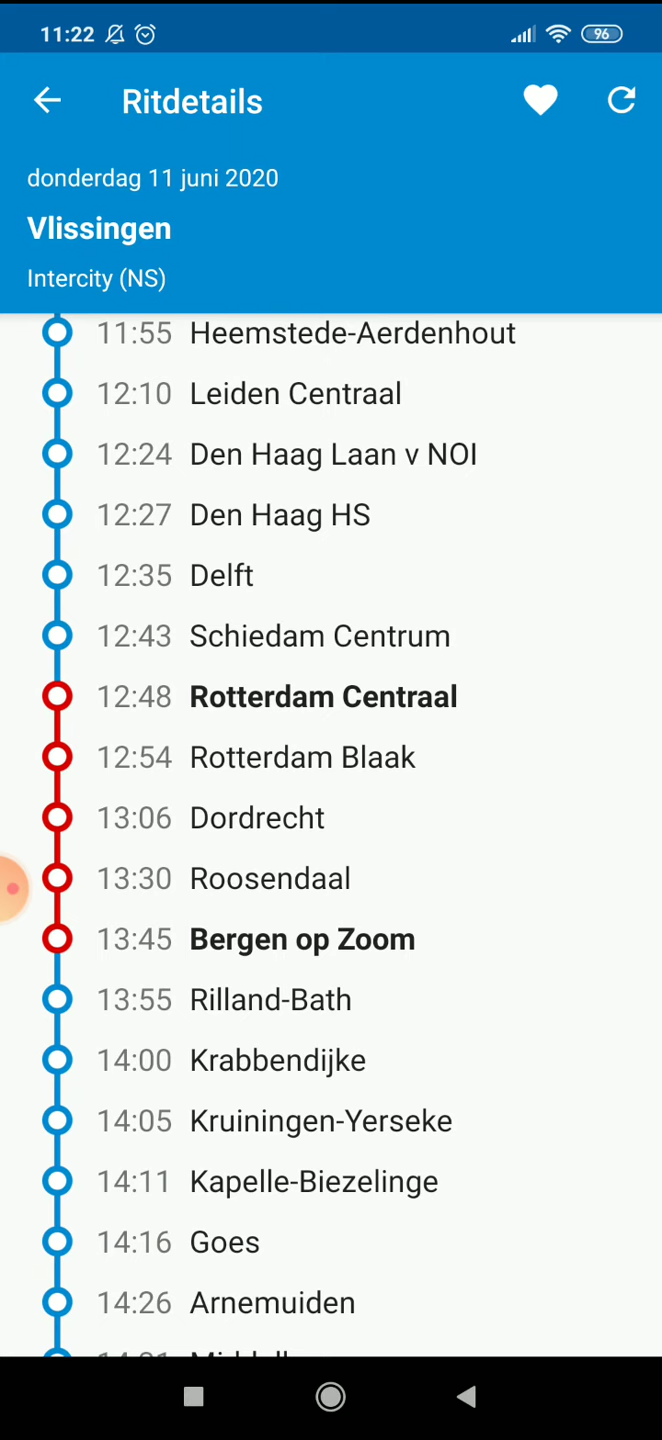 11:22 96
Ritdetails
donderdag 11 juni 2020
Vlissingen
Intercity (NS)
11:55 Heemstede-Aerdenhout
12:10 Leiden Centraal
12:24 Den Haag Laan v NOI
12:27 Den Haag HS
12:35 Delft
12:43 Schiedam Centrum
12:48 Rotterdam Centraal
12:54 Rotterdam Blaak
13:06 Dordrecht
13:30 Roosendaal
13:45 Bergen op Zoom
13:55 Rilland-Bath
14:00 Krabbendijke
14:05 Kruiningen-Yerseke
14:11 Kapelle-Biezelinge
14:16 Goes
14:26 Arnemuiden